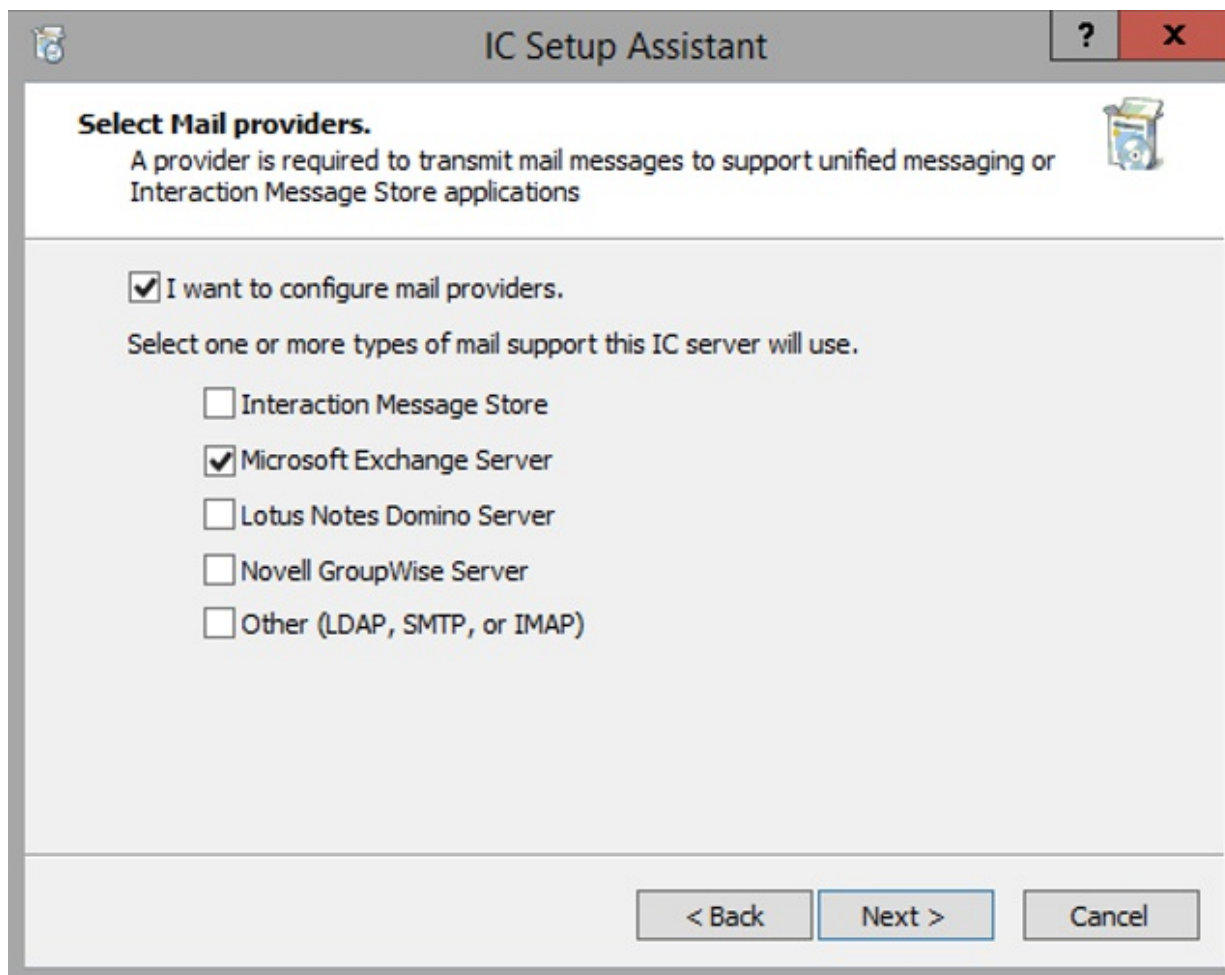 IC Setup Assistant
?
x
Select Mail providers.
A provider is required to transmit mail messages to support unified messaging or
Interaction Message Store applications
I want to configure mail providers.
Select one or more types of mail support this IC server will use.
Interaction Message Store
Microsoft Exchange Server
Lotus Notes Domino Server
Novell GroupWise Server
Other (LDAP, SMTP, or IMAP)
< Back
Next >
Cancel